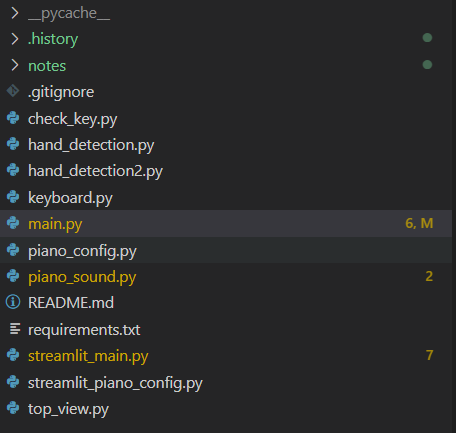 __pycache__
.history
notes
.gitignore
check_key.py
hand_detection.py
hand_detection2.py
keyboard.py
main.py 6, M
piano_config.py
piano_sound.py 2
README.md
requirements.txt
streamlit_main.py 7
streamlit_piano_config.py
top_view.py